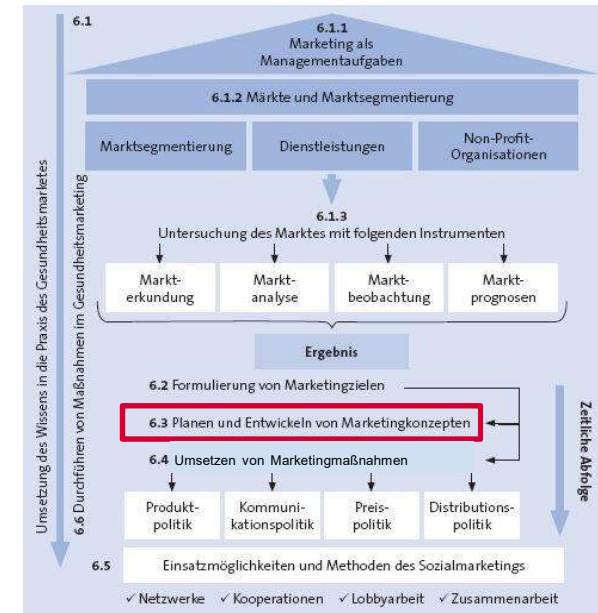 6.1
6.1.1
Marketing als
Managementaufgaben
6.1.2 Märkte und Marktsegmentierung
Marktsegmentierung
Dienstleistungen
Non-Profit-
Organisationen
6.1.3
Untersuchung des Marktes mit folgenden Instrumenten
Markt-
erkundung
Markt-
analyse
Markt-
beobachtung
Markt-
prognosen
Ergebnis
6.2 Formulierung von Marketingzielen
6.3 Planen und Entwickeln von Marketingkonzepten
6.4 Umsetzen von Marketingmaßnahmen
Produkt-
politik
Kommuni-
kationspolitik
Preis-
politik
Distributions-
politik
6.5 Einsatzmöglichkeiten und Methoden des Sozialmarketings
✓ Netzwerke ✓ Kooperationen ✓ Lobbyarbeit ✓ Zusammenarbeit
Umsetzung des Wissens in die Praxis des Gesundheitsmarketes
6.6 Durchführen von Maßnahmen im Gesundheitsmarketing
Zeitliche Abfolge